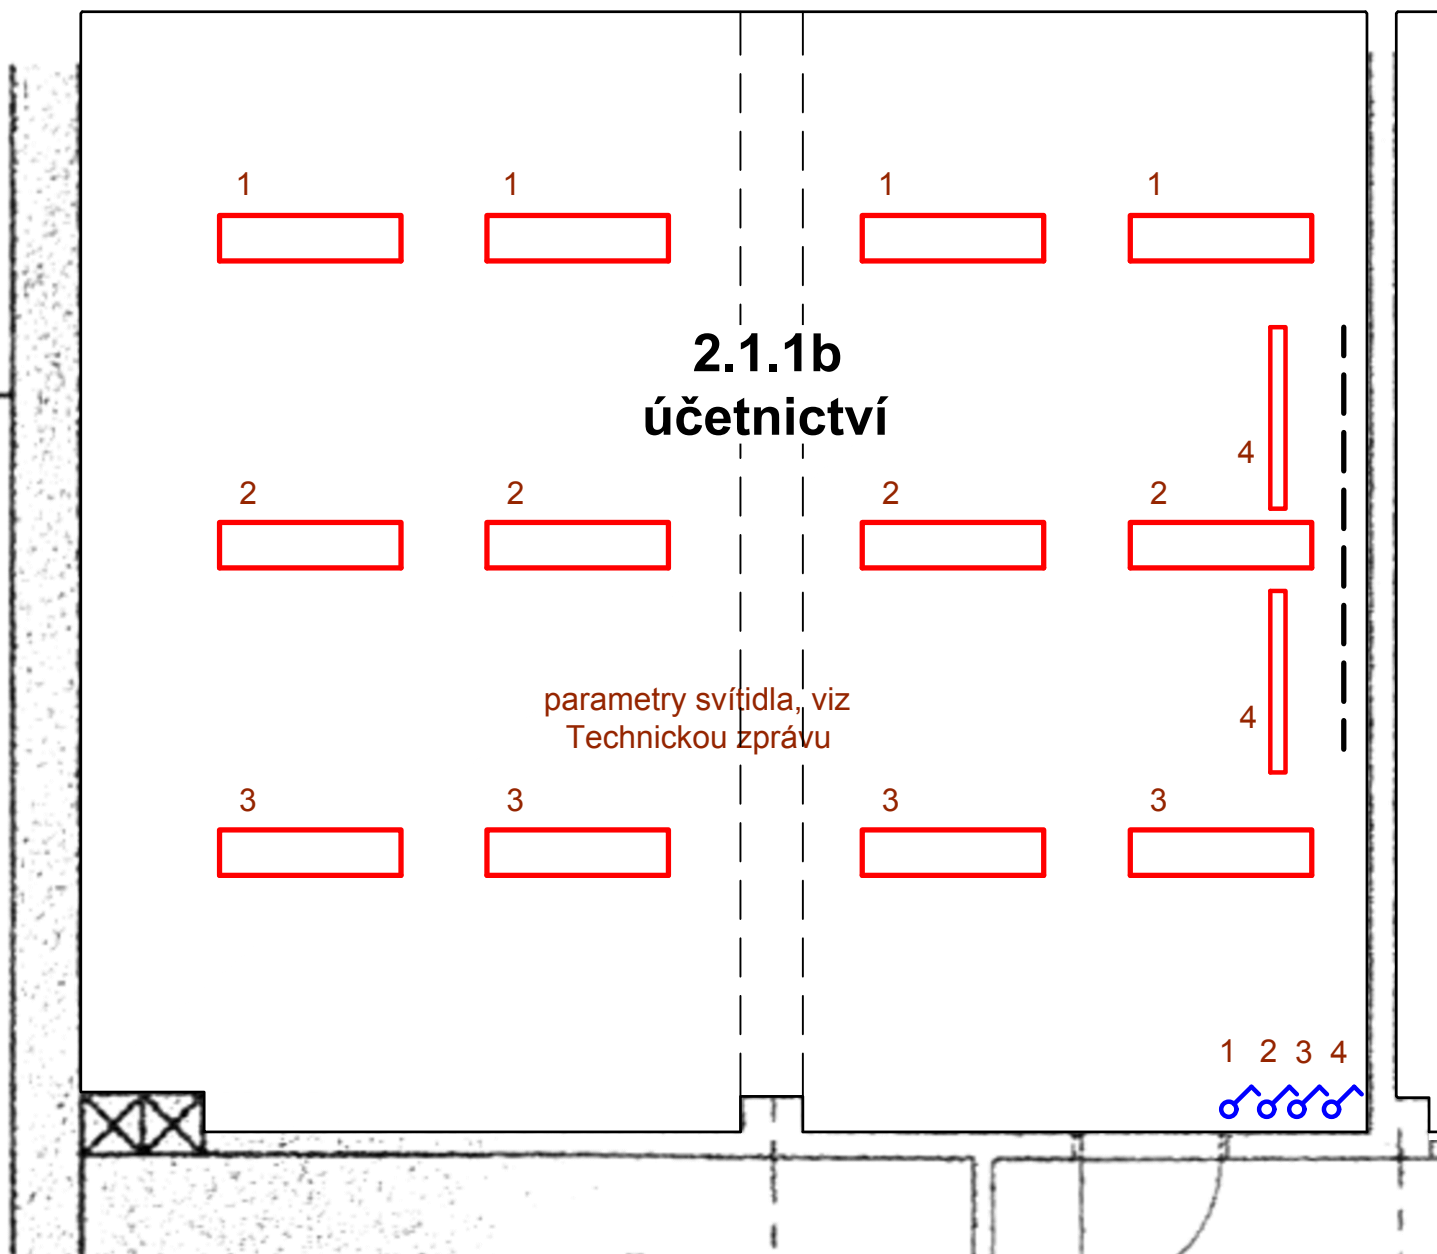 1 1 1 1
2.1.1b
účetnictví
4
2 2 2 2
parametry svítidla, viz
Technickou zprávu
4
3 3 3 3
1 2 3 4